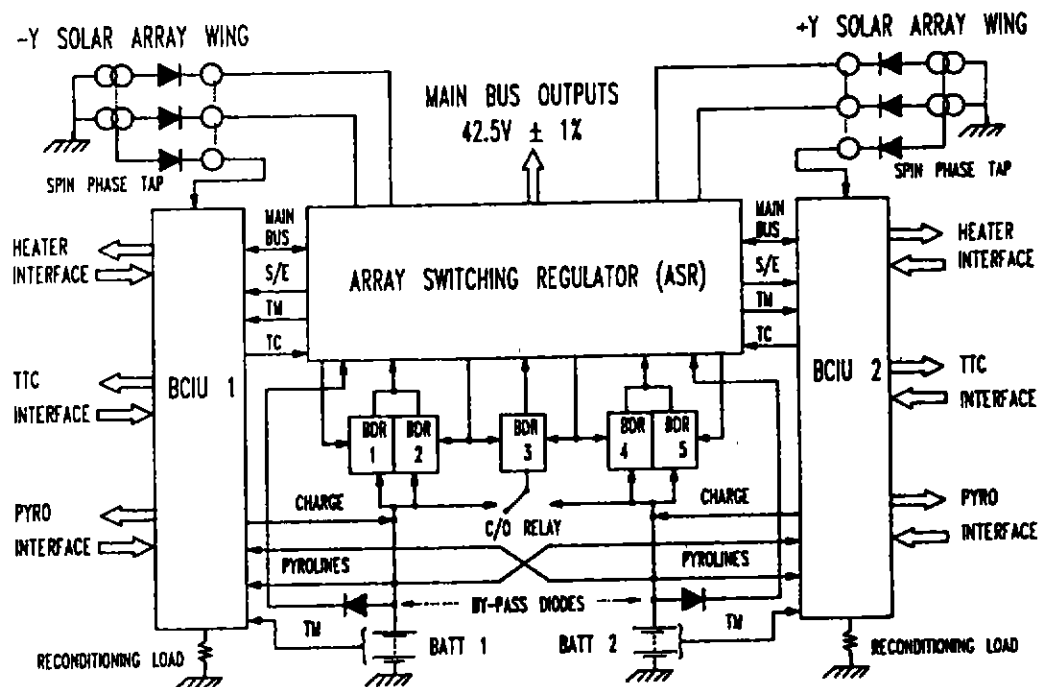 -Y SOLAR ARRAY WING
+Y SOLAR ARRAY WING
MAIN BUS OUTPUTS
42.5V ± 1%
SPIN PHASE TAP
SPIN PHASE TAP
HEATER
INTERFACE
MAIN
BUS
S/E
TM
TC
ARRAY SWITCHING REGULATOR (ASR)
MAIN
BUS
S/E
TM
TC
HEATER
INTERFACE
BCIU 1
BCIU 2
TTC
INTERFACE
TTC
INTERFACE
BDR
1
BDR
2
BDR
3
BDR
4
BDR
5
PYRO
INTERFACE
CHARGE
C/O RELAY
CHARGE
PYRO
INTERFACE
PYROLINES
PYROLINES
BY-PASS DIODES
TM
BATT 1
BATT 2
TM
RECONDITIONING LOAD
RECONDITIONING LOAD